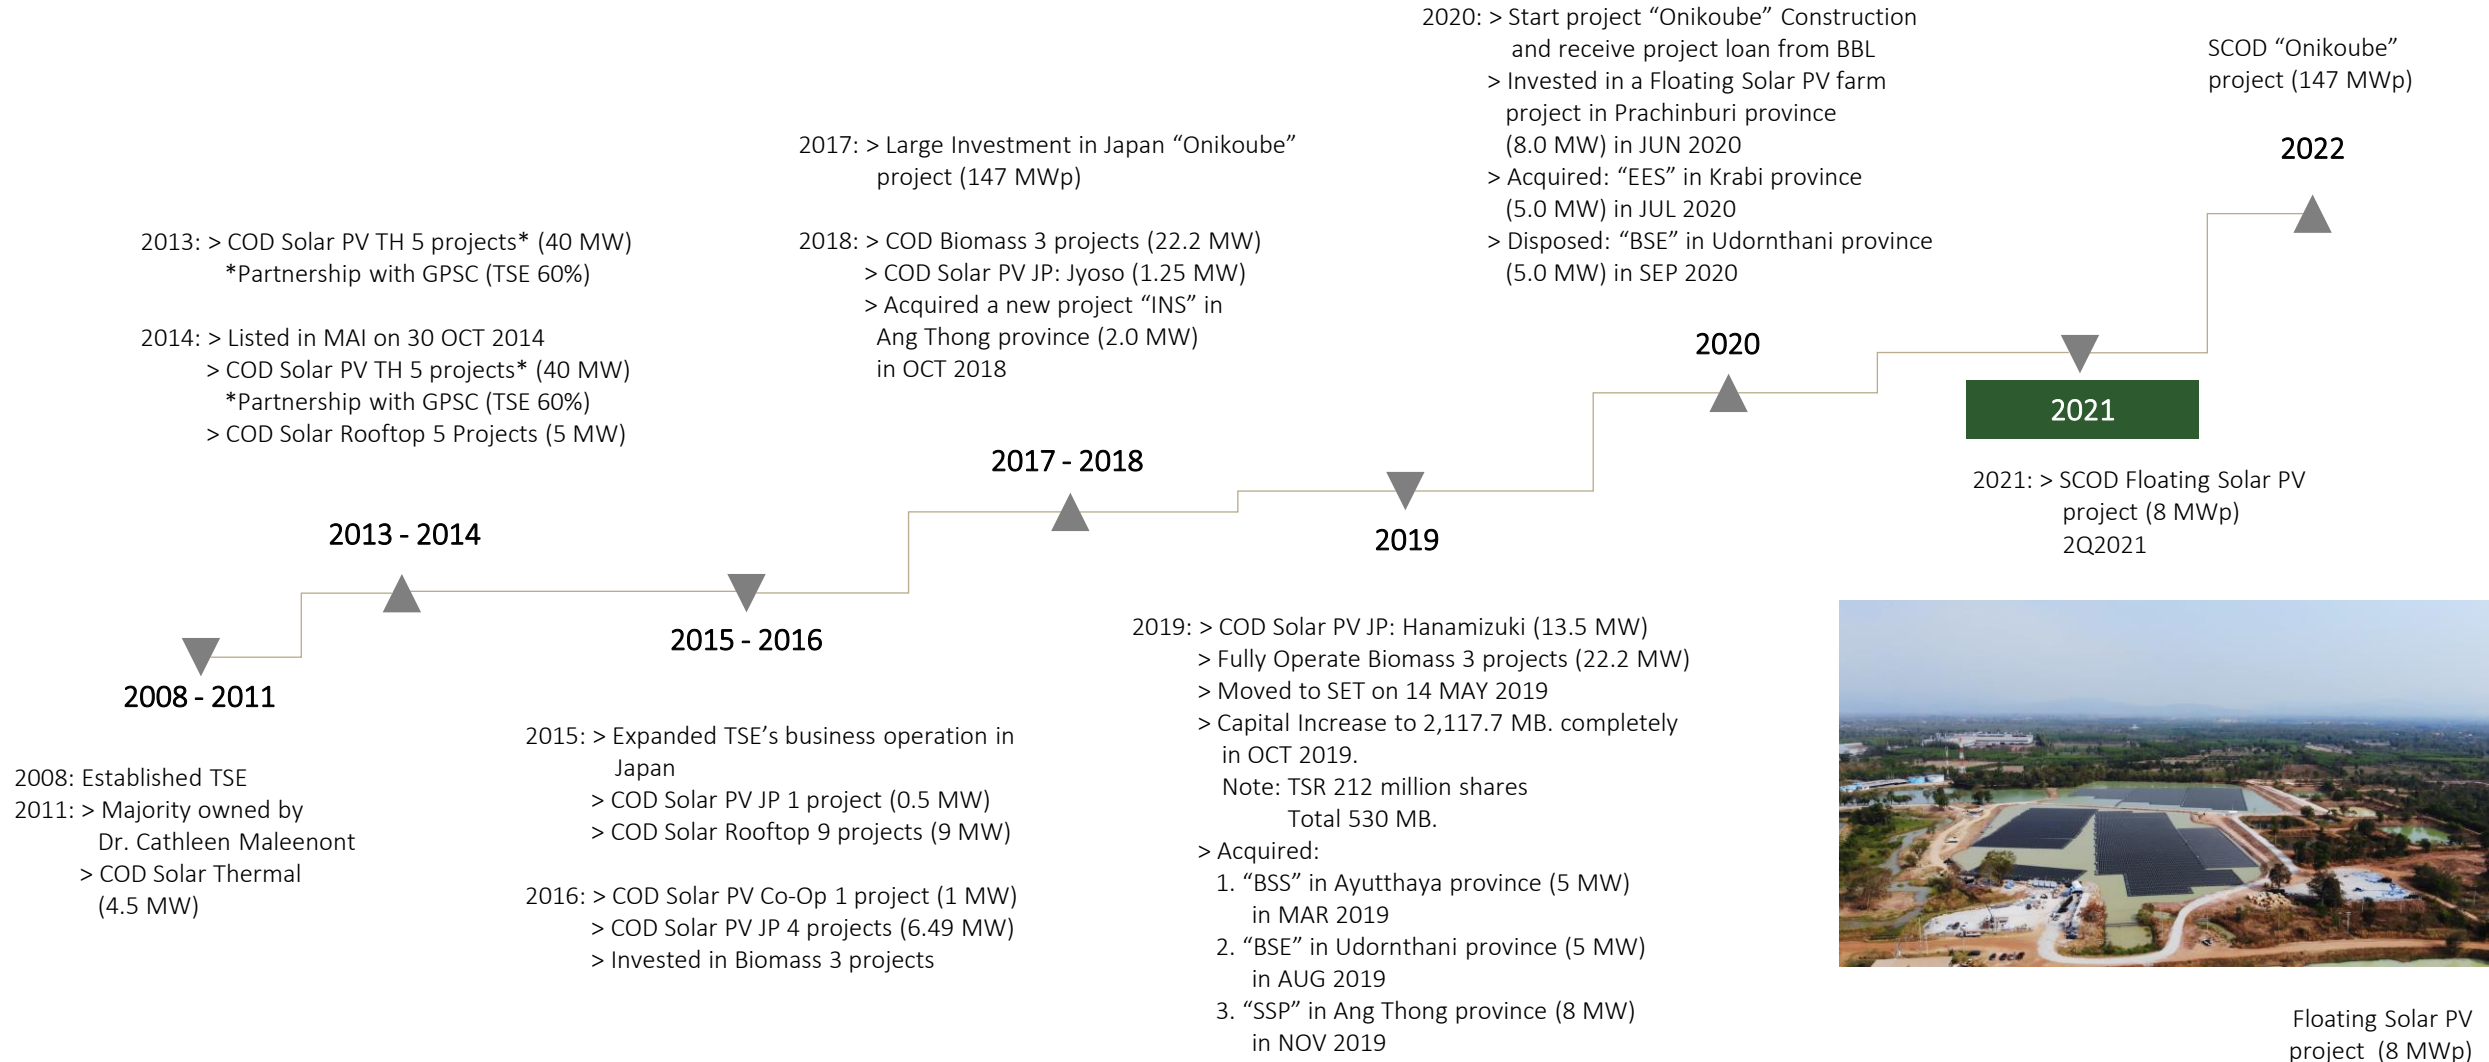 2008 - 2011
2008: Established TSE
2011: > Majority owned by
Dr. Cathleen Maleenont
> COD Solar Thermal
(4.5 MW)
2013: > COD Solar PV TH 5 projects* (40 MW)
*Partnership with GPSC (TSE 60%)
2014: > Listed in MAI on 30 OCT 2014
> COD Solar PV TH 5 projects* (40 MW)
*Partnership with GPSC (TSE 60%)
> COD Solar Rooftop 5 Projects (5 MW)
2013 - 2014
2015 - 2016
2015: > Expanded TSE’s business operation in
Japan
> COD Solar PV JP 1 project (0.5 MW)
> COD Solar Rooftop 9 projects (9 MW)
2016: > COD Solar PV Co-Op 1 project (1 MW)
> COD Solar PV JP 4 projects (6.49 MW)
> Invested in Biomass 3 projects
2017: > Large Investment in Japan “Onikoube”
project (147 MWp)
2018: > COD Biomass 3 projects (22.2 MW)
> COD Solar PV JP: Jyoso (1.25 MW)
> Acquired a new project “INS” in
Ang Thong province (2.0 MW)
in OCT 2018
2017 - 2018
2019
2019: > COD Solar PV JP: Hanamizuki (13.5 MW)
> Fully Operate Biomass 3 projects (22.2 MW)
> Moved to SET on 14 MAY 2019
> Capital Increase to 2,117.7 MB. completely
in OCT 2019.
Note: TSR 212 million shares
Total 530 MB.
> Acquired:
1. “BSS” in Ayutthaya province (5 MW)
in MAR 2019
2. “BSE” in Udornthani province (5 MW)
in AUG 2019
3. “SSP” in Ang Thong province (8 MW)
in NOV 2019
2020: > Start project “Onikoube” Construction
and receive project loan from BBL
> Invested in a Floating Solar PV farm
project in Prachinburi province
(8.0 MW) in JUN 2020
> Acquired: “EES” in Krabi province
(5.0 MW) in JUL 2020
> Disposed: “BSE” in Udornthani province
(5.0 MW) in SEP 2020
2020
2021
2021: > SCOD Floating Solar PV
project (8 MWp)
2Q2021
SCOD “Onikoube”
project (147 MWp)
2022
Floating Solar PV
project (8 MWp)